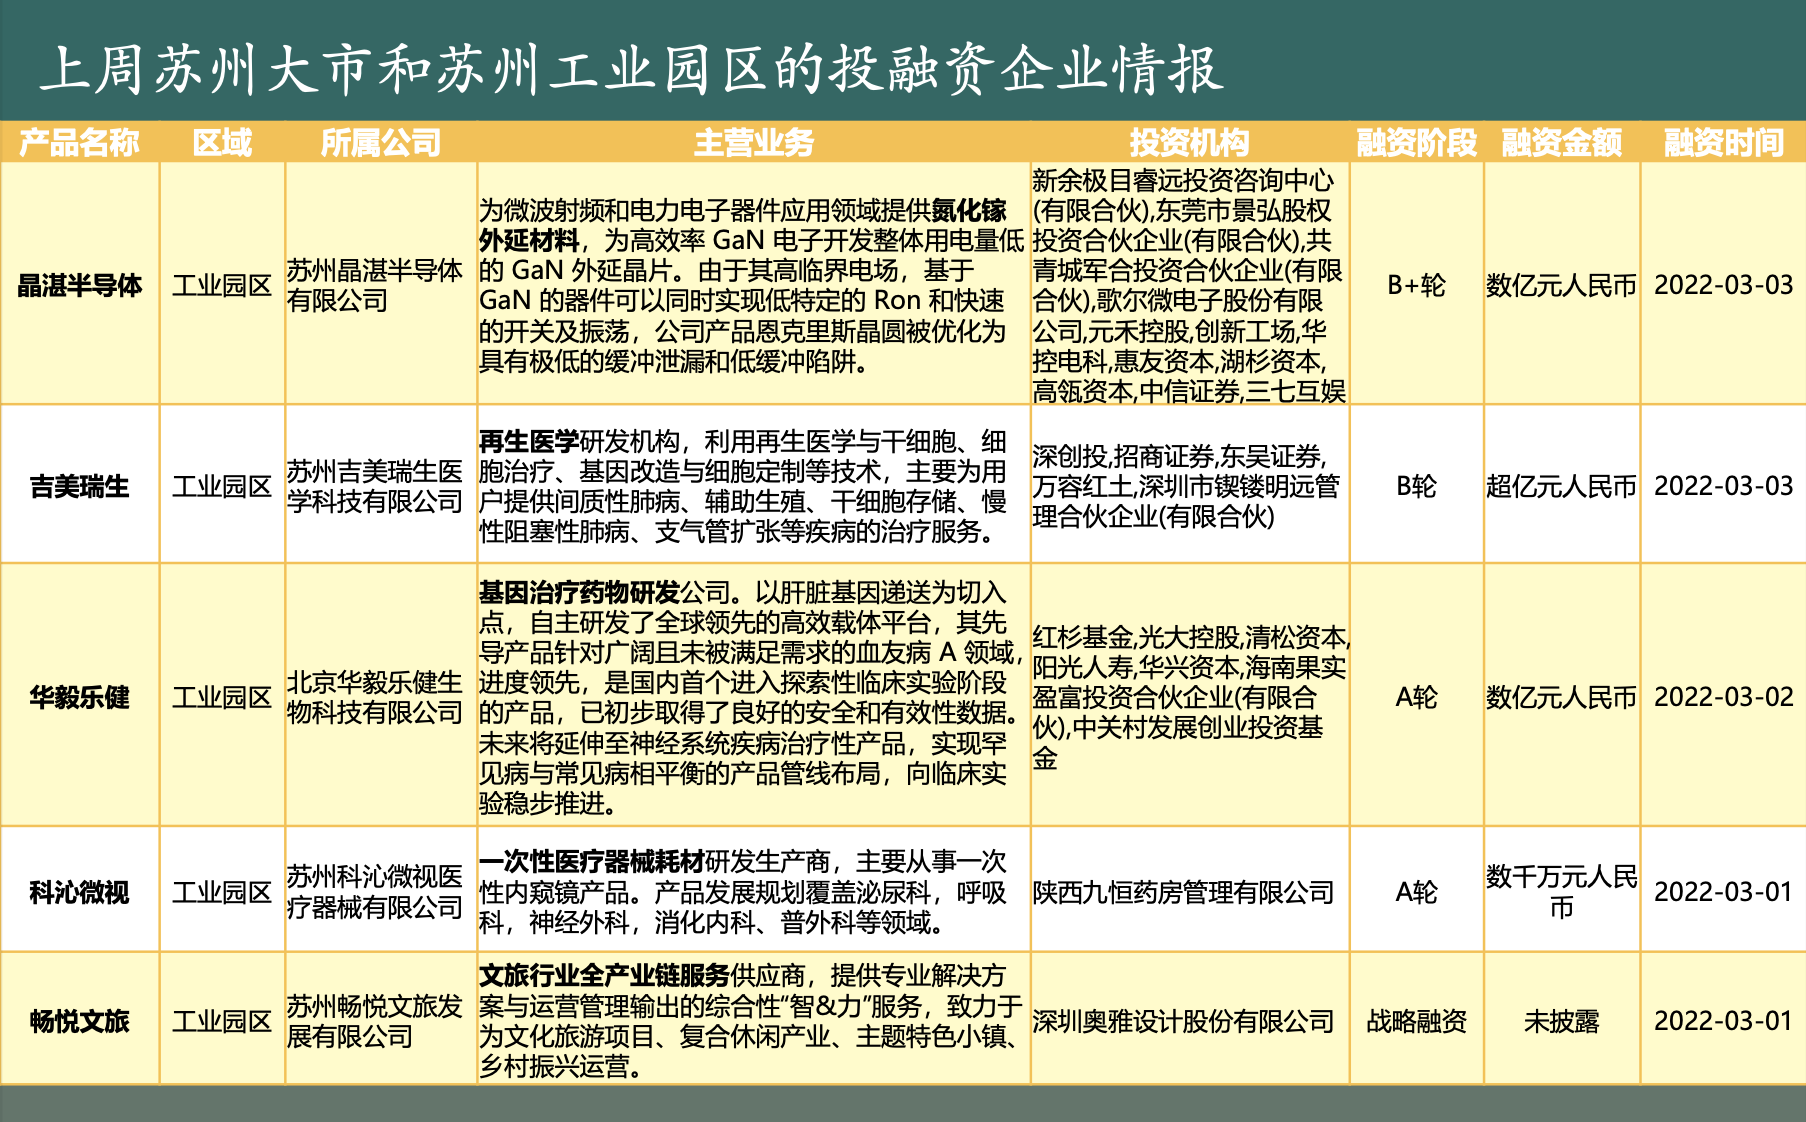 上周苏州大市和苏州工业园区的投融资企业情报
产品名称 区域 所属公司 主营业务 投资机构 融资阶段 融资金额 融资时间
晶湛半导体
工业园区
苏州晶湛半导体
有限公司
为微波射频和电力电子器件应用领域提供氮化镓
外延材料，为高效率 GaN 电子开发整体用电量低
的 GaN 外延晶片。由于其高临界电场，基于
GaN 的器件可以同时实现低特定的 Ron 和快速
的开关及振荡，公司产品恩克里斯晶圆被优化为
具有极低的缓冲泄漏和低缓冲陷阱。
新余极目睿远投资咨询中心
(有限合伙),东莞市景弘股权
投资合伙企业(有限合伙),共
青城军合投资合伙企业(有限
合伙),歌尔微电子股份有限
公司,元禾控股,创新工场,华
控电科,惠友资本,湖杉资本,
高瓴资本,中信证券,三七互娱
B+轮
数亿元人民币
2022-03-03
吉美瑞生
工业园区
苏州吉美瑞生医
学科技有限公司
再生医学研发机构，利用再生医学与干细胞、细
胞治疗、基因改造与细胞定制等技术，主要为用
户提供间质性肺病、辅助生殖、干细胞存储、慢
性阻塞性肺病、支气管扩张等疾病的治疗服务。
深创投,招商证券,东吴证券,
万容红土,深圳市锲镂明远管
理合伙企业(有限合伙)
B轮
超亿元人民币
2022-03-03
华毅乐健
工业园区
北京华毅乐健生
物科技有限公司
基因治疗药物研发公司。以肝脏基因递送为切入
点，自主研发了全球领先的高效载体平台，其先
导产品针对广阔且未被满足需求的血友病 A 领域，
进度领先，是国内首个进入探索性临床实验阶段
的产品，已初步取得了良好的安全和有效性数据。
未来将延伸至神经系统疾病治疗性产品，实现罕
见病与常见病相平衡的产品管线布局，向临床实
验稳步推进。
红杉基金,光大控股,清松资本,
阳光人寿,华兴资本,海南果实
盈富投资合伙企业(有限合
伙),中关村发展创业投资基
金
A轮
数亿元人民币
2022-03-02
科沁微视
工业园区
苏州科沁微视医
疗器械有限公司
一次性医疗器械耗材研发生产商，主要从事一次
性内窥镜产品。产品发展规划覆盖泌尿科，呼吸
科，神经外科，消化内科、普外科等领域。
陕西九恒药房管理有限公司
A轮
数千万元人民
币
2022-03-01
畅悦文旅
工业园区
苏州畅悦文旅发
展有限公司
文旅行业全产业链服务供应商，提供专业解决方
案与运营管理输出的综合性“智&力”服务，致力于
为文化旅游项目、复合休闲产业、主题特色小镇、
乡村振兴运营。
深圳奥雅设计股份有限公司
战略融资
未披露
2022-03-01